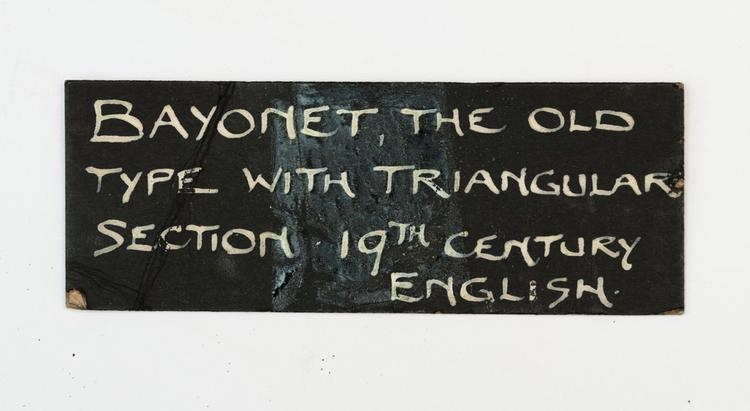 BAYONET, THE OLD
TYPE WITH TRIANGULAR
SECTION 19TH CENTURY
ENGLISH.